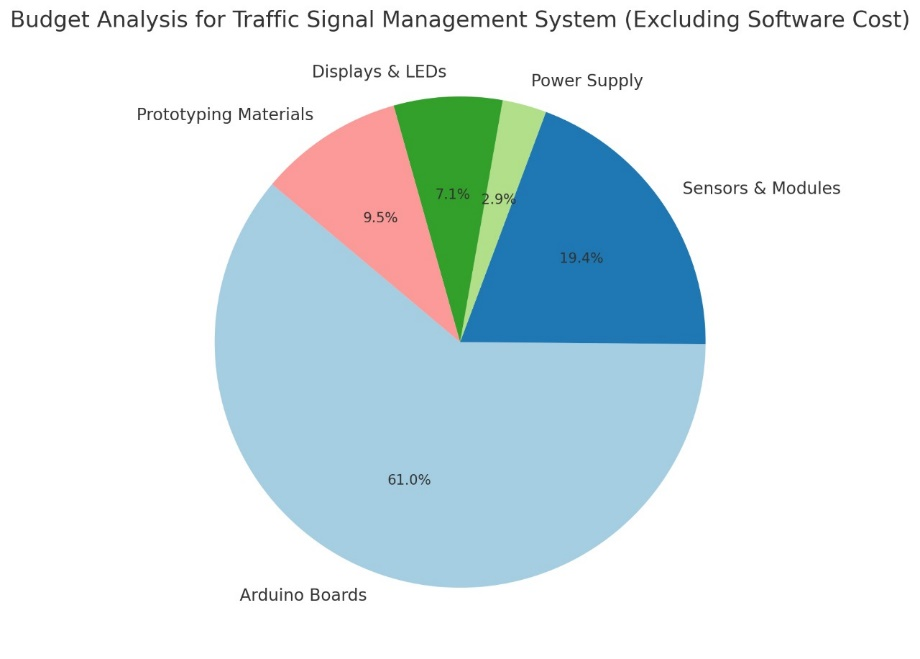 Budget Analysis for Traffic Signal Management System (Excluding Software Cost)
Displays & LEDs
Power Supply
Prototyping Materials
Sensors & Modules
7.1%
2.9%
9.5%
19.4%
61.0%
Arduino Boards